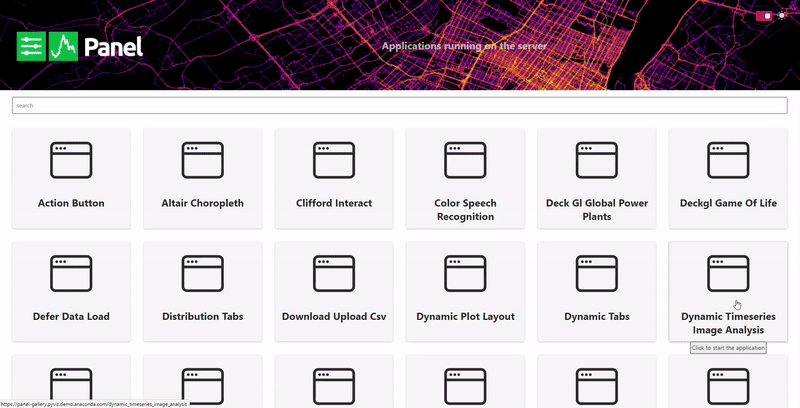 Panel
Applications running on the server
search
Action Button
Altair Choropleth
Clifford Interact
Color Speech
Recognition
Deck Gl Global Power
Plants
Deckgl Game Of Life
Defer Data Load
Distribution Tabs
Download Upload Csv
Dynamic Plot Layout
Dynamic Tabs
Dynamic Timeseries
Image Analysis
Click to start the application
https://panel-gallery.pyviz.demo.anaconda.com/dynamic_timeseries_image_analysis